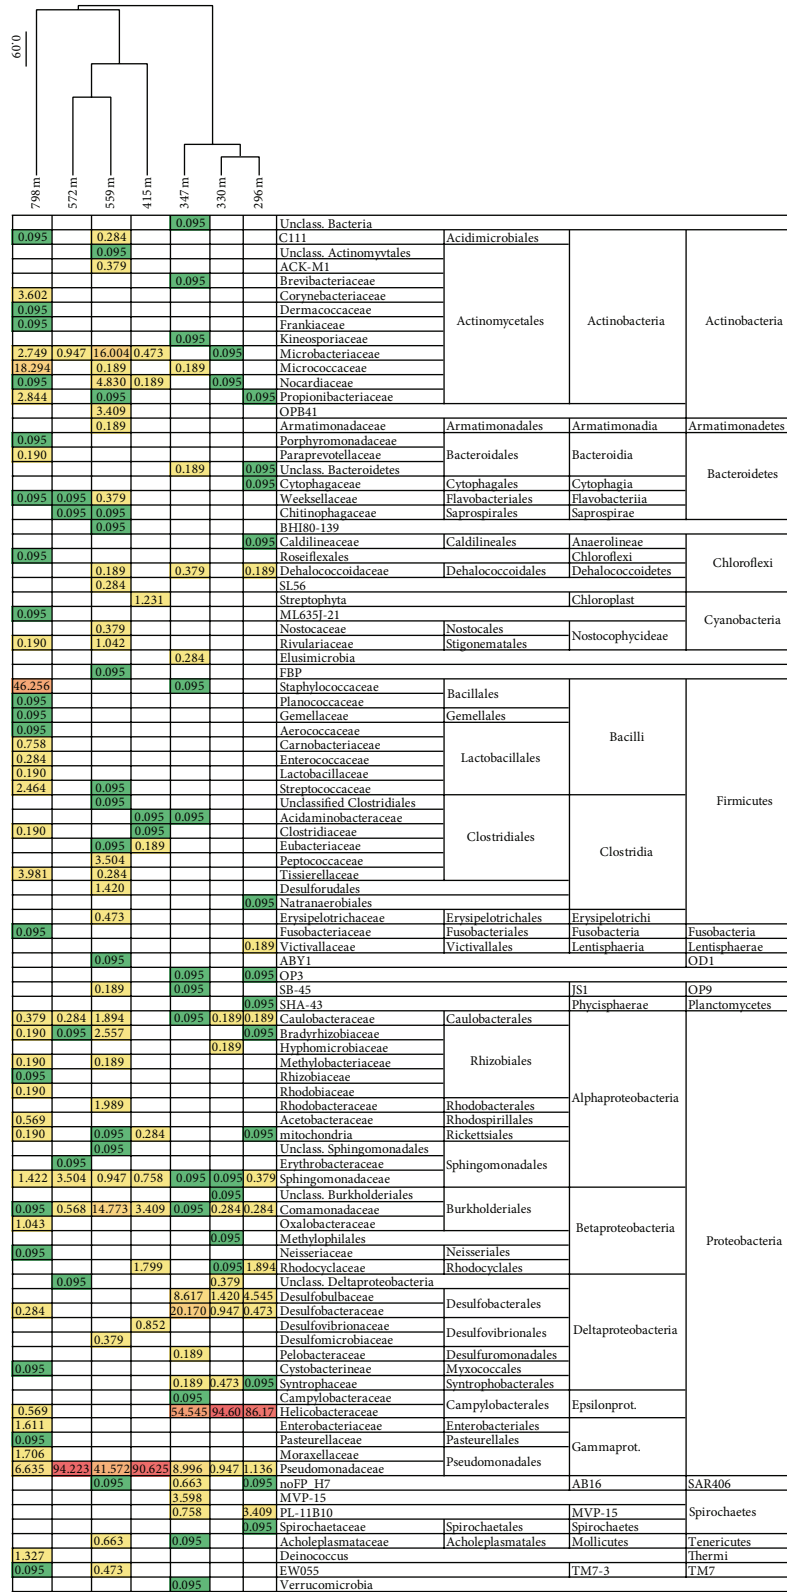 0.09
798 m 572 m 559 m 415 m 347 m 330 m 296 m
0.095 Unclass. Bacteria
0.095 0.284 C111 Acidimicrobiales
0.095 Unclass. Actinomyvtales
0.379 ACK-M1
0.095 Brevibacteriaceae
3.602 Corynebacteriaceae
0.095 Dermacoccaceae Actinomycetales Actinobacteria Actinobacteria
0.095 Frankiaceae
0.095 Kineosporiaceae
2.749 0.947 16.004 0.473 0.095 Microbacteriaceae
18.294 0.189 0.189 Micrococcaceae
0.095 4.830 0.189 0.095 Nocardiaceae
2.844 0.095 0.095 Propionibacteriaceae
3.409 OPB41
0.189 Armatimonadaceae Armatimonadales Armatimonadia Armatimonadetes
0.095 Porphyromonadaceae
0.190 Paraprevotellaceae Bacteroidales Bacteroidia
0.189 0.095 Unclass. Bacteroidetes
0.095 Cytophagaceae Cytophagales Cytophagia Bacteroidetes
0.095 0.095 0.379 Weeksellaceae Flavobacteriales Flavobacteriia
0.095 0.095 Chitinophagaceae Saprospirales Saprospirae
0.095 BHI80-139
0.095 Caldilineaceae Caldilineales Anaerolineae
0.095 Roseiflexales Chloroflexi Chloroflexi
0.189 0.379 0.189 Dehalococcoidaceae Dehalococcoidales Dehalococcoidetes
0.284 SL56
1.231 Streptophyta Chloroplast
0.095 ML635J-21 Cyanobacteria
0.379 Nostocaceae Nostocales Nostocophycideae
0.190 1.042 Rivulariaceae Stigonematales
0.284 Elusimicrobia
0.095 FBP
46.256 0.095 Staphylococcaceae Bacillales
0.095 Planococcaceae
0.095 Gemellaceae Gemellales
0.095 Aerococcaceae Bacilli
0.758 Carnobacteriaceae
0.284 Enterococcaceae Lactobacillales
0.190 Lactobacillaceae
2.464 0.095 Streptococcaceae
0.095 Unclassified Clostridiales Firmicutes
0.095 0.095 Acidaminobacteraceae
0.190 0.095 Clostridiaceae Clostridiales
0.095 0.189 Eubacteriaceae Clostridia
3.504 Peptococcaceae
3.981 0.284 Tissierellaceae
1.420 Desulforudales
0.095 Natranaerobiales
0.473 Erysipelotrichaceae Erysipelotrichales Erysipelotrichi
0.095 Fusobacteriaceae Fusobacteriales Fusobacteria Fusobacteria
0.189 Victivallaceae Victivallales Lentisphaeria Lentisphaerae
0.095 ABY1 OD1
0.095 0.095 OP3
0.189 0.095 SB-45 JS1 OP9
0.095 SHA-43 Phycisphaerae Planctomycetes
0.379 0.284 1.894 0.095 0.189 0.189 Caulobacteraceae Caulobacterales
0.190 0.095 2.557 0.095 Bradyrhizobiaceae
0.189 Hyphomicrobiaceae
0.190 0.189 Methylobacteriaceae Rhizobiales
0.095 Rhizobiaceae
0.190 Rhodobiaceae Alphaproteobacteria
1.989 Rhodobacteraceae Rhodobacterales
0.569 Acetobacteraceae Rhodospirillales
0.190 0.095 0.284 0.095 mitochondria Rickettsiales
0.095 Unclass. Sphingomonadales
0.095 Erythrobacteraceae Sphingomonadales
1.422 3.504 0.947 0.758 0.095 0.095 0.379 Sphingomonadaceae
0.095 Unclass. Burkholderiales
0.095 0.568 14.773 3.409 0.095 0.284 0.284 Comamonadaceae Burkholderiales
1.043 Oxalobacteraceae Betaproteobacteria
0.095 Methylophilales Proteobacteria
0.095 Neisseriaceae Neisseriales
1.799 0.095 1.894 Rhodocyclaceae Rhodocyclales
0.095 0.379 Unclass. Deltaproteobacteria
8.617 1.420 4.545 Desulfobulbaceae Desulfobacterales
0.284 20.170 0.947 0.473 Desulfobacteraceae
0.852 Desulfovibrionaceae Desulfovibrionales Deltaproteobacteria
0.379 Desulfomicrobiaceae
0.189 Pelobacteraceae Desulfuromonadales
0.095 Cystobacterineae Myxococcales
0.189 0.473 0.095 Syntrophaceae Syntrophobacterales
0.095 Campylobacteraceae Campylobacterales Epsilonprot.
0.569 54.545 94.60 86.17 Helicobacteraceae
1.611 Enterobacteriaceae Enterobacteriales
0.095 Pasteurellaceae Pasteurellales Gammaprot.
1.706 Moraxellaceae Pseudomonadales
6.635 94.223 41.572 90.625 8.996 0.947 1.136 Pseudomonadaceae
0.095 0.663 0.095 noFP_H7 AB16 SAR406
3.598 MVP-15
0.758 3.409 PL-11B10 MVP-15 Spirochaetes
0.095 Spirochaetaceae Spirochaetales Spirochaetes
0.663 0.095 Acholeplasmataceae Acholeplasmatales Mollicutes Tenericutes
1.327 Deinococcus Thermi
0.095 0.473 EW055 TM7-3 TM7
0.095 Verrucomicrobia